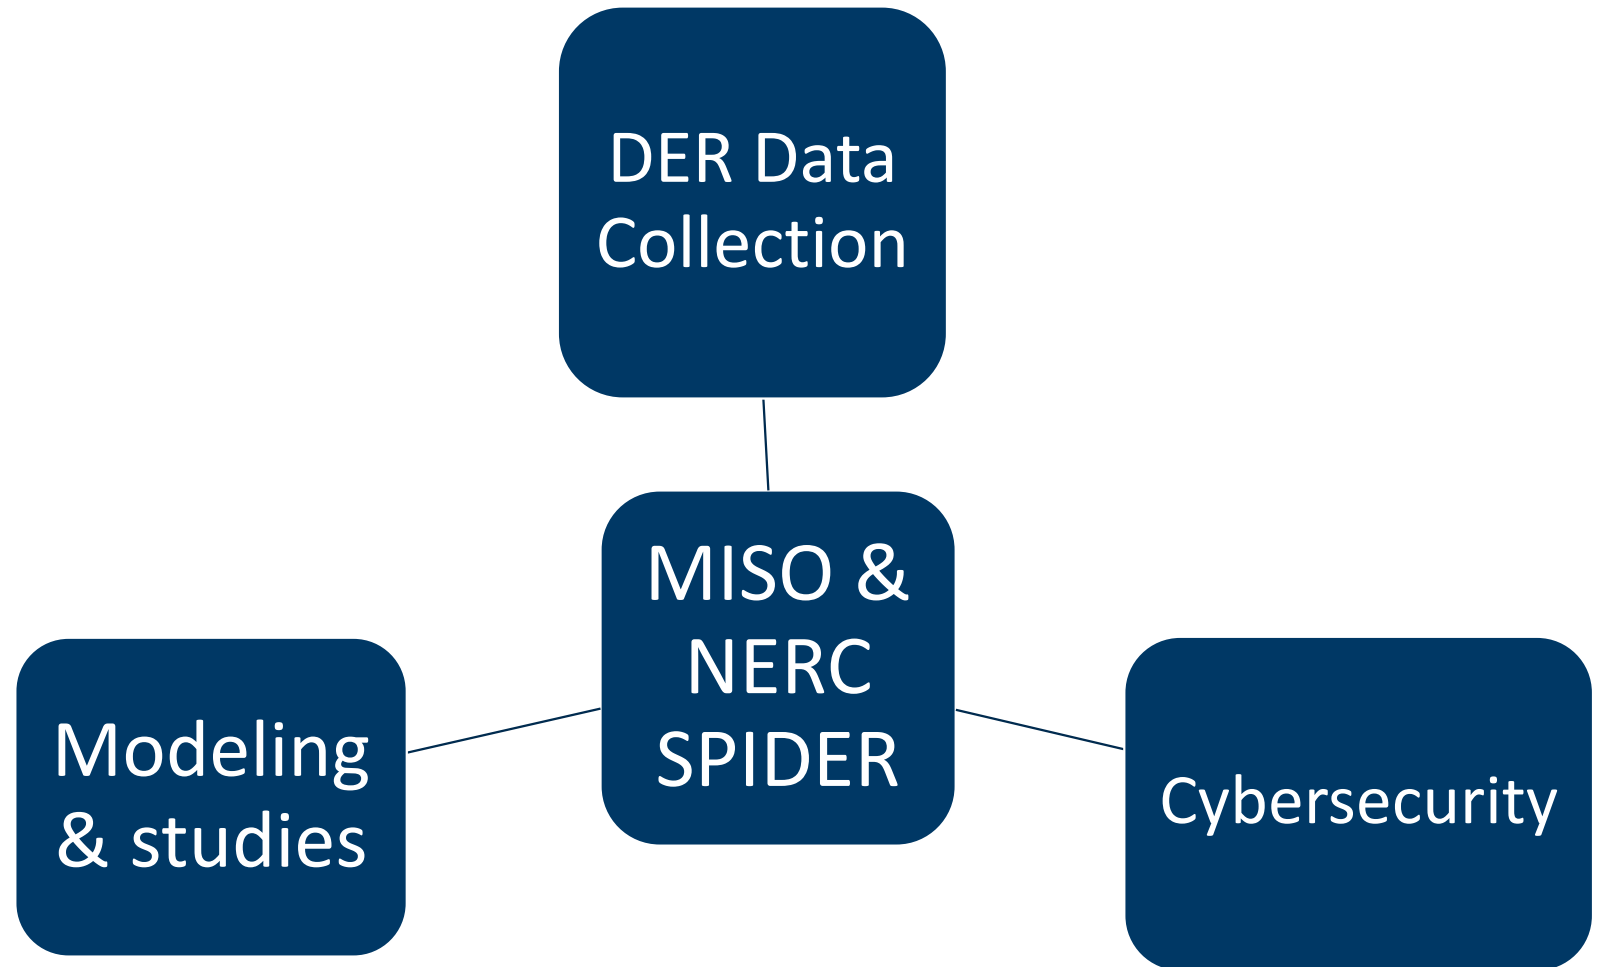 DER Data
Collection
MISO &
NERC
SPIDER
Modeling
& studies
Cybersecurity